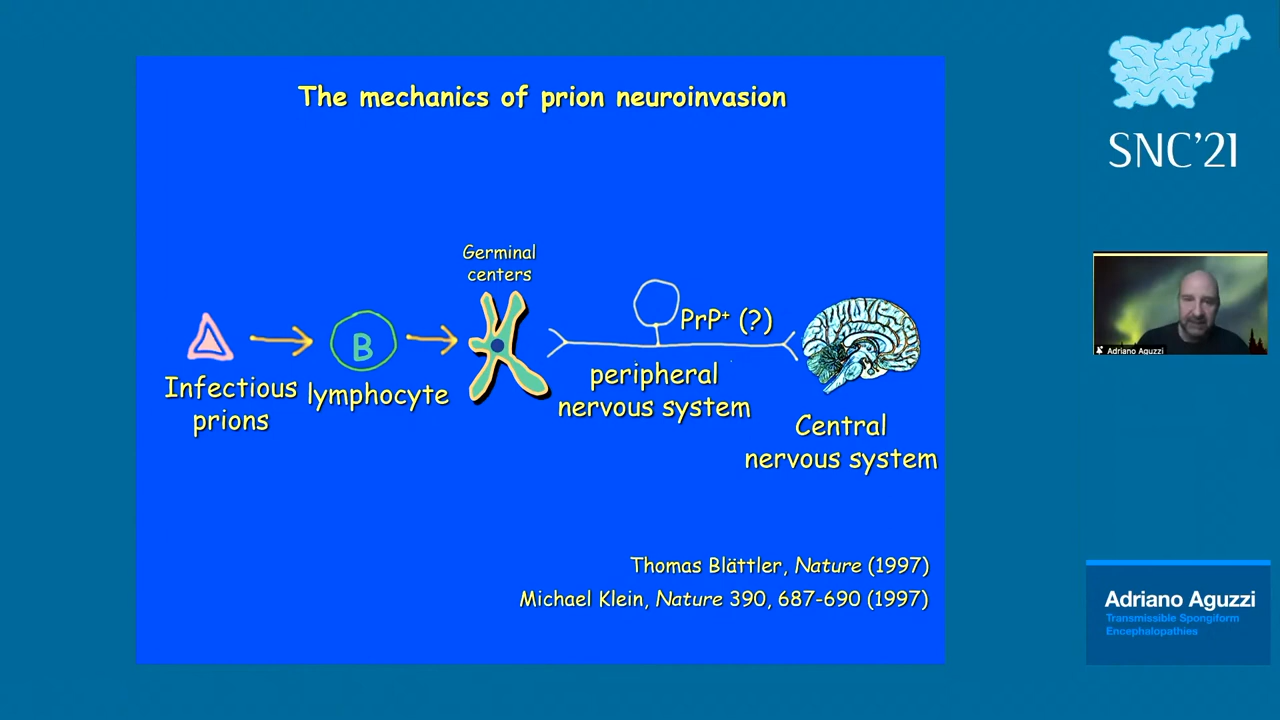 The mechanics of prion neuroinvasion
Germinal
centers
B
PrP⁺ (?)
Infectious
prions
lymphocyte
peripheral
nervous system
Central
nervous system
Thomas Blättler, Nature (1997)
Michael Klein, Nature 390, 687-690 (1997)
SNC'21
Adriano Aguzzi
Adriano Aguzzi
Transmissible Spongiform
Encephalopathies